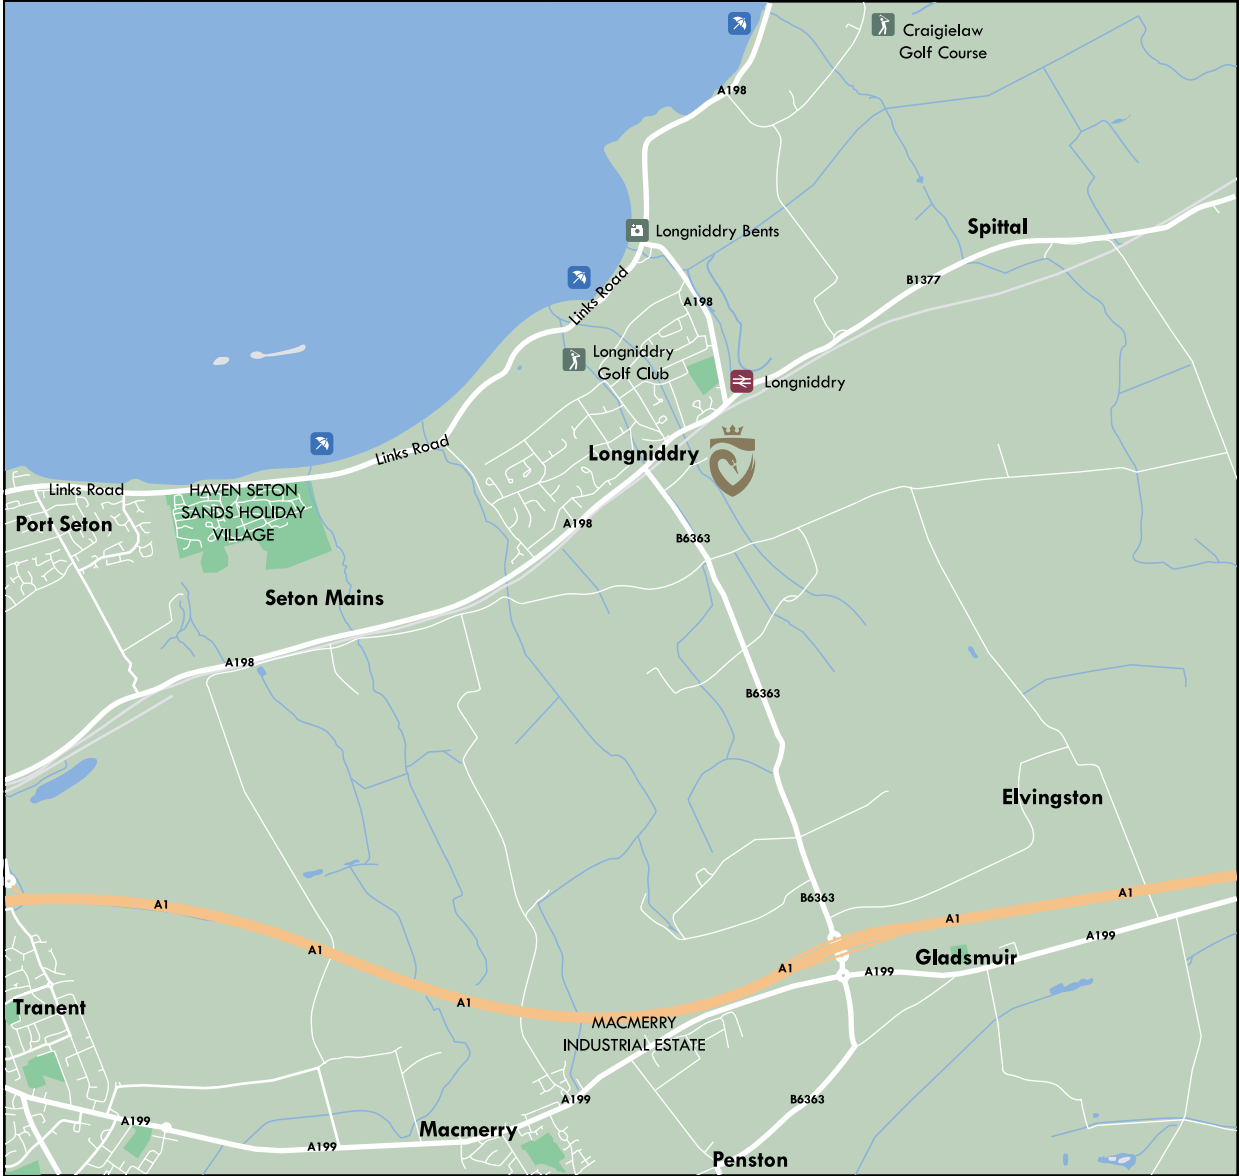 Craigielaw
Golf Course
A198
Spittal
Longniddry Bents
B1377
Links Road
A198
Longniddry
Golf Club
Longniddry
Links Road
Longniddry
Links Road
HAVEN SETON
SANDS HOLIDAY
VILLAGE
Port Seton
A198
B6363
Seton Mains
A198
B6363
Elvingston
B6363
A1
A1
A1
A1
A199
A1
Gladsmuir
A1
A199
A1
Tranent
MACMERRY
INDUSTRIAL ESTATE
A199
B6363
A199
Macmerry
A199
Penston